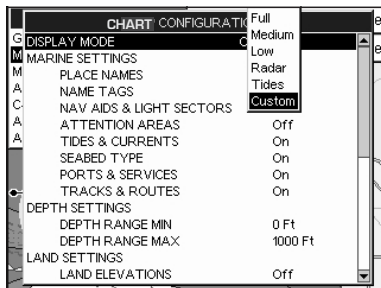 CHART CONFIGURATIO
Full
Medium
Low
Radar
Tides
Custom
DISPLAY MODE C
MARINE SETTINGS
PLACE NAMES
NAME TAGS
NAV AIDS & LIGHT SECTORS
ATTENTION AREAS Off
TIDES & CURRENTS On
SEABED TYPE On
PORTS & SERVICES On
TRACKS & ROUTES On
DEPTH SETTINGS
DEPTH RANGE MIN 0 Ft
DEPTH RANGE MAX 1000 Ft
LAND SETTINGS
LAND ELEVATIONS Off